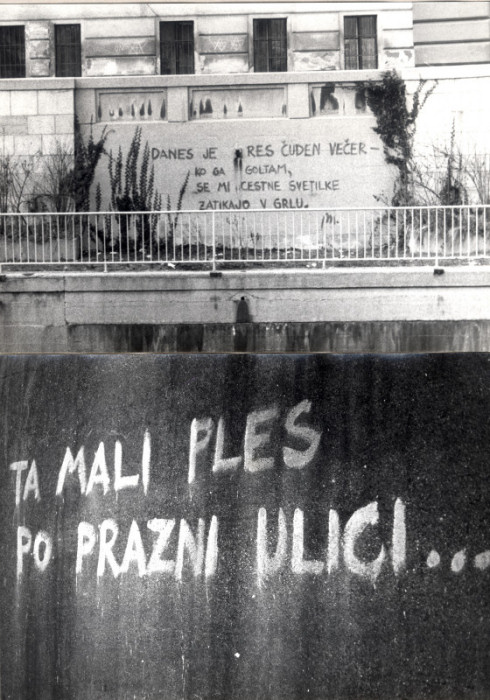 DANES JE RES ČUDEN VEČER –
KO GA GOLTAM,
SE MI CESTNE SVETILKE
ZATIKAJO V GRLU.
TA MALI PLES
PO PRAZNI ULICI...